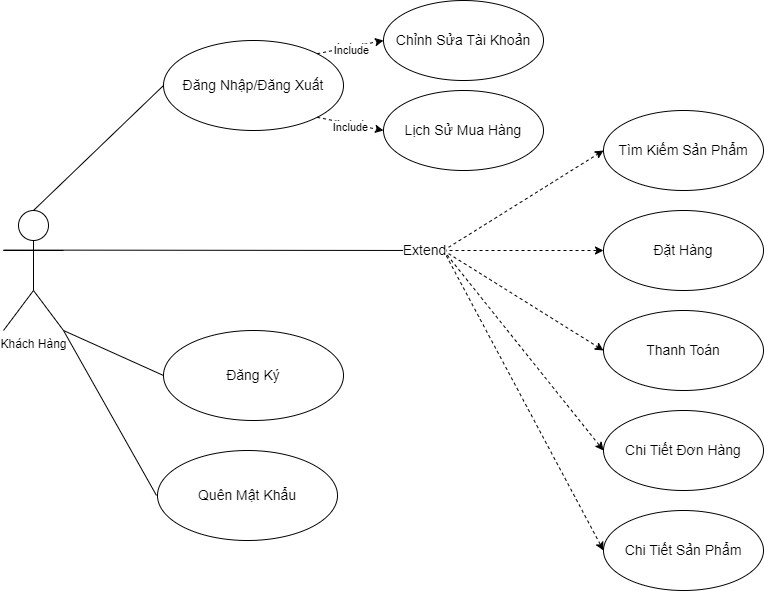 Chỉnh Sửa Tài Khoản
Include
Đăng Nhập/Đăng Xuất
Include
Lịch Sử Mua Hàng
Tìm Kiếm Sản Phẩm
Extend
Đặt Hàng
Khách Hàng
Thanh Toán
Đăng Ký
Chi Tiết Đơn Hàng
Quên Mật Khẩu
Chi Tiết Sản Phẩm